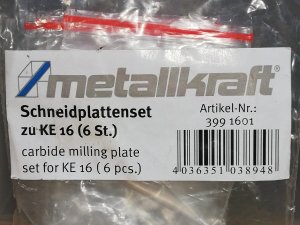 metallkraft®
Schneidplattenset
zu KE 16 (6 St.)
carbide milling plate
set for KE 16 ( 6 pcs.)
Artikel-Nr.:
399 1601
4 036351 038948